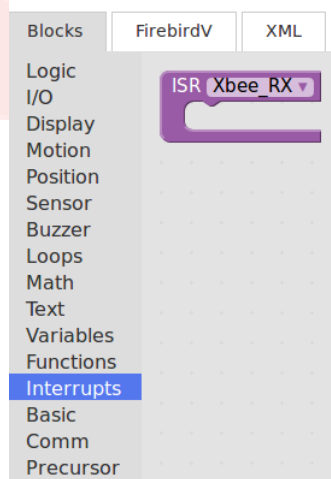 Blocks FirebirdV XML
Logic
ISR Xbee_RX
I/O
Display
Motion
Position
Sensor
Buzzer
Loops
Math
Text
Variables
Functions
Interrupts
Basic
Comm
Precursor